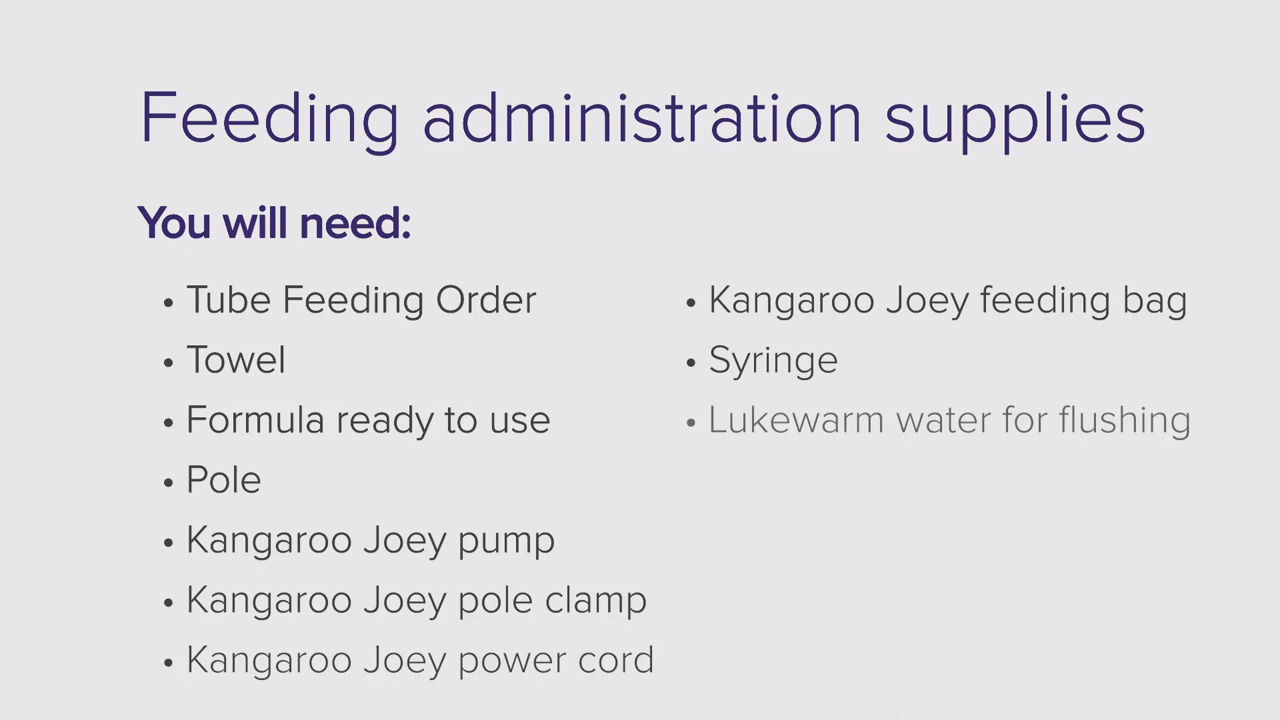 Feeding administration supplies
You will need:
• Tube Feeding Order
• Towel
• Formula ready to use
• Pole
• Kangaroo Joey pump
• Kangaroo Joey pole clamp
• Kangaroo Joey power cord
• Kangaroo Joey feeding bag
• Syringe
• Lukewarm water for flushing